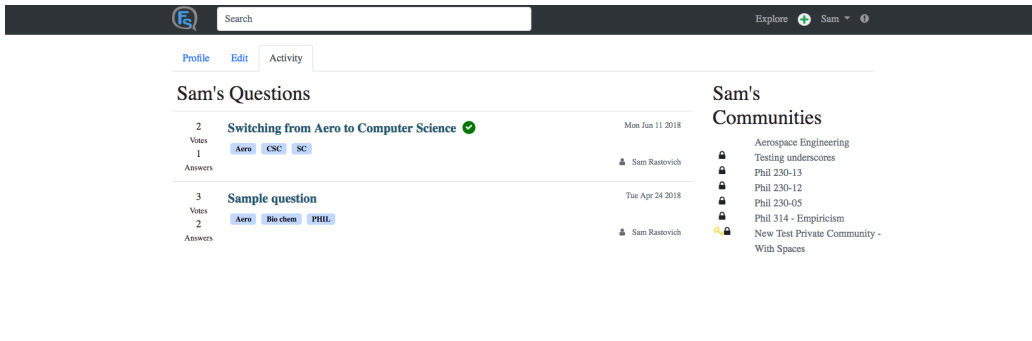 FS
Search
Explore Sam
Profile Edit Activity
Sam's Questions
2
Votes
1
Answers
Switching from Aero to Computer Science
Aero CSC SC
Mon Jun 11 2018
Sam Rastovich
3
Votes
2
Answers
Sample question
Aero Bio chem PHIL
Tue Apr 24 2018
Sam Rastovich
Sam's
Communities
Aerospace Engineering
Testing underscores
Phil 230-13
Phil 230-12
Phil 230-05
Phil 314 - Empiricism
New Test Private Community -
With Spaces